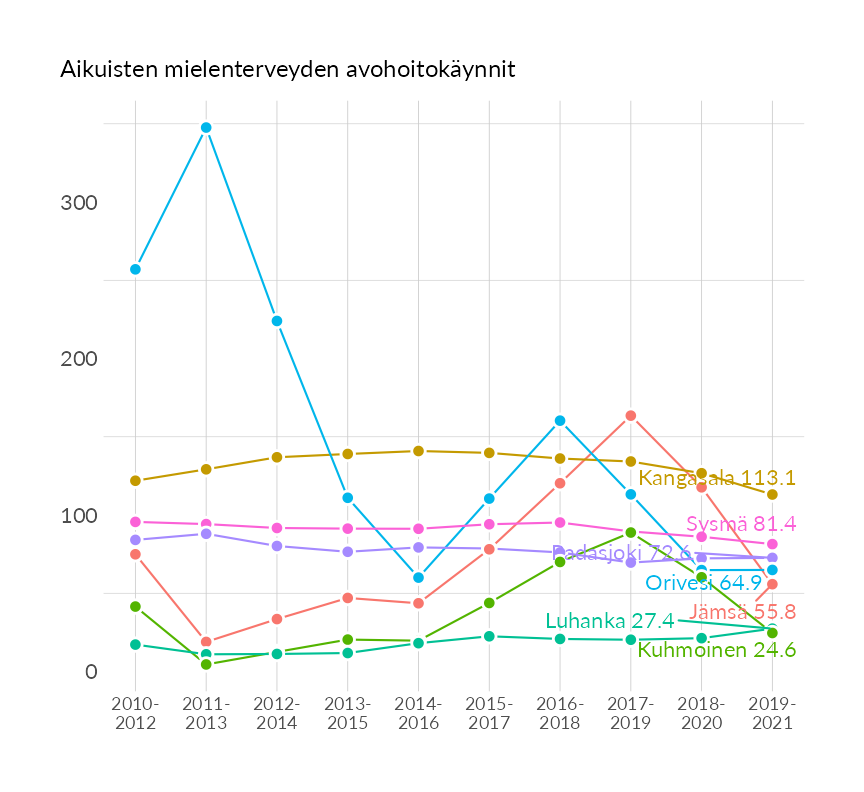 Aikuisten mielenterveyden avohoitokäynnit
300
200
100
0
Kangasala 113.1
Sysmä 81.4
Padasjoki 72.6
Orivesi 64.9
Jämsä 55.8
Luhanka 27.4
Kuhmoinen 24.6
2010- 2011- 2012- 2013- 2014- 2015- 2016- 2017- 2018- 2019-
2012 2013 2014 2015 2016 2017 2018 2019 2020 2021